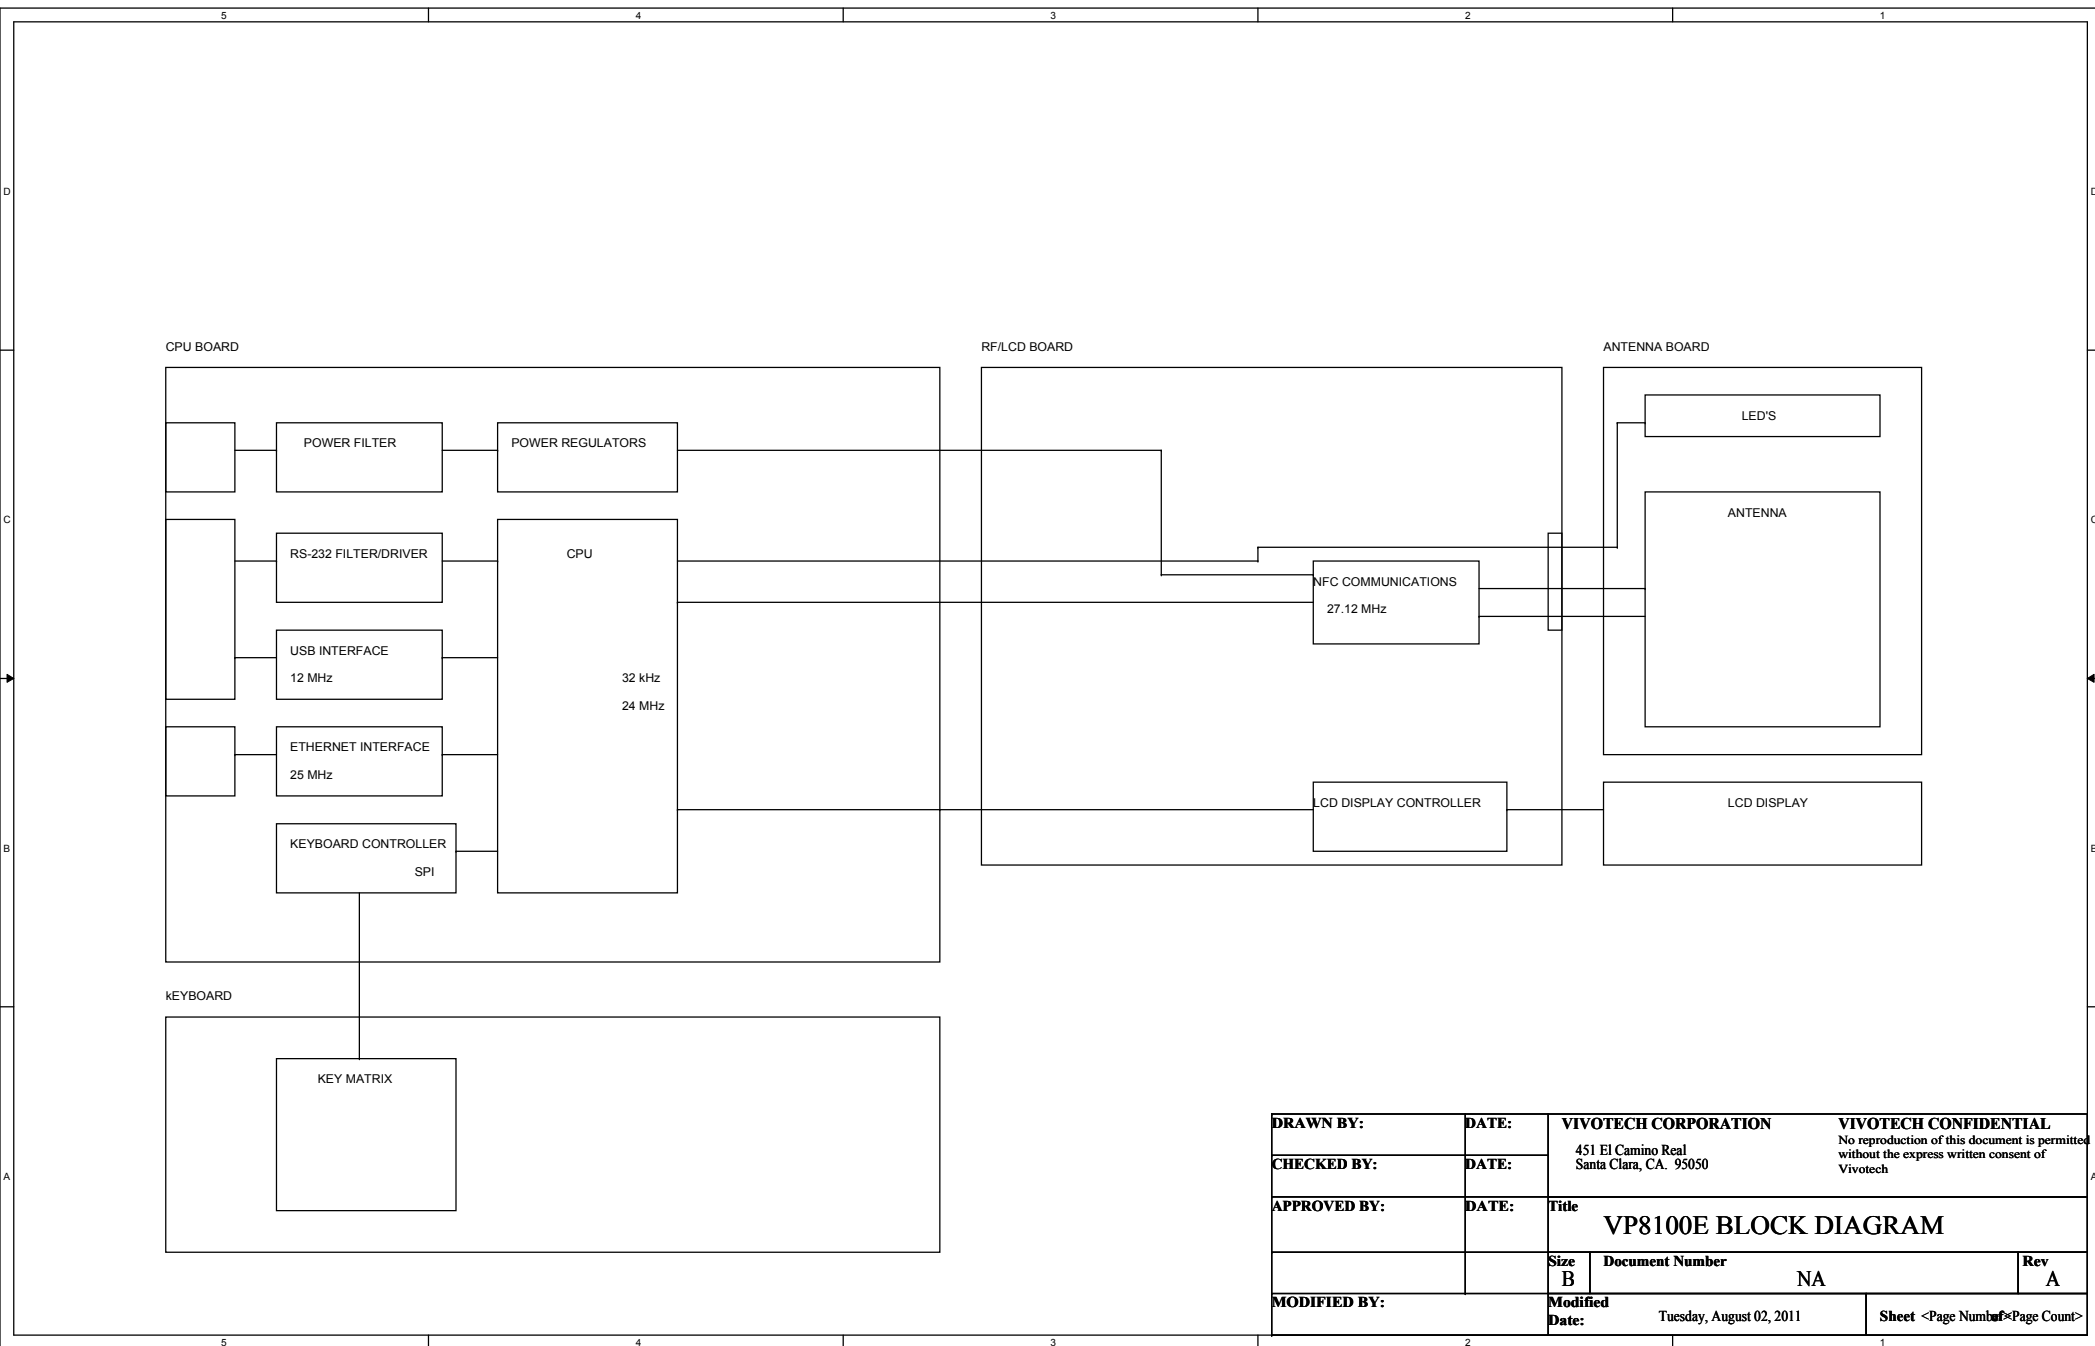 5 4 3 2 1
D D
CPU BOARD RF/LCD BOARD ANTENNA BOARD
LED'S
POWER FILTER POWER REGULATORS
C C
ANTENNA
RS-232 FILTER/DRIVER CPU
NFC COMMUNICATIONS
27.12 MHz
USB INTERFACE
12 MHz 32 kHz
24 MHz
ETHERNET INTERFACE
25 MHz
LCD DISPLAY CONTROLLER LCD DISPLAY
KEYBOARD CONTROLLER
B B
SPI
kEYBOARD
KEY MATRIX
DRAWN BY: DATE:
CHECKED BY: DATE:
APPROVED BY: DATE:
MODIFIED BY:
VIVOTECH CORPORATION
451 El Camino Real
Santa Clara, CA. 95050
VIVOTECH CONFIDENTIAL
No reproduction of this document is permitted
without the express written consent of
Vivotech
A A
Title
VP8100E BLOCK DIAGRAM
Size
B
Document Number
NA
Rev
A
Modified
Date:
Tuesday, August 02, 2011
Sheet <Page Number> of <Page Count>
5 4 3 2 1